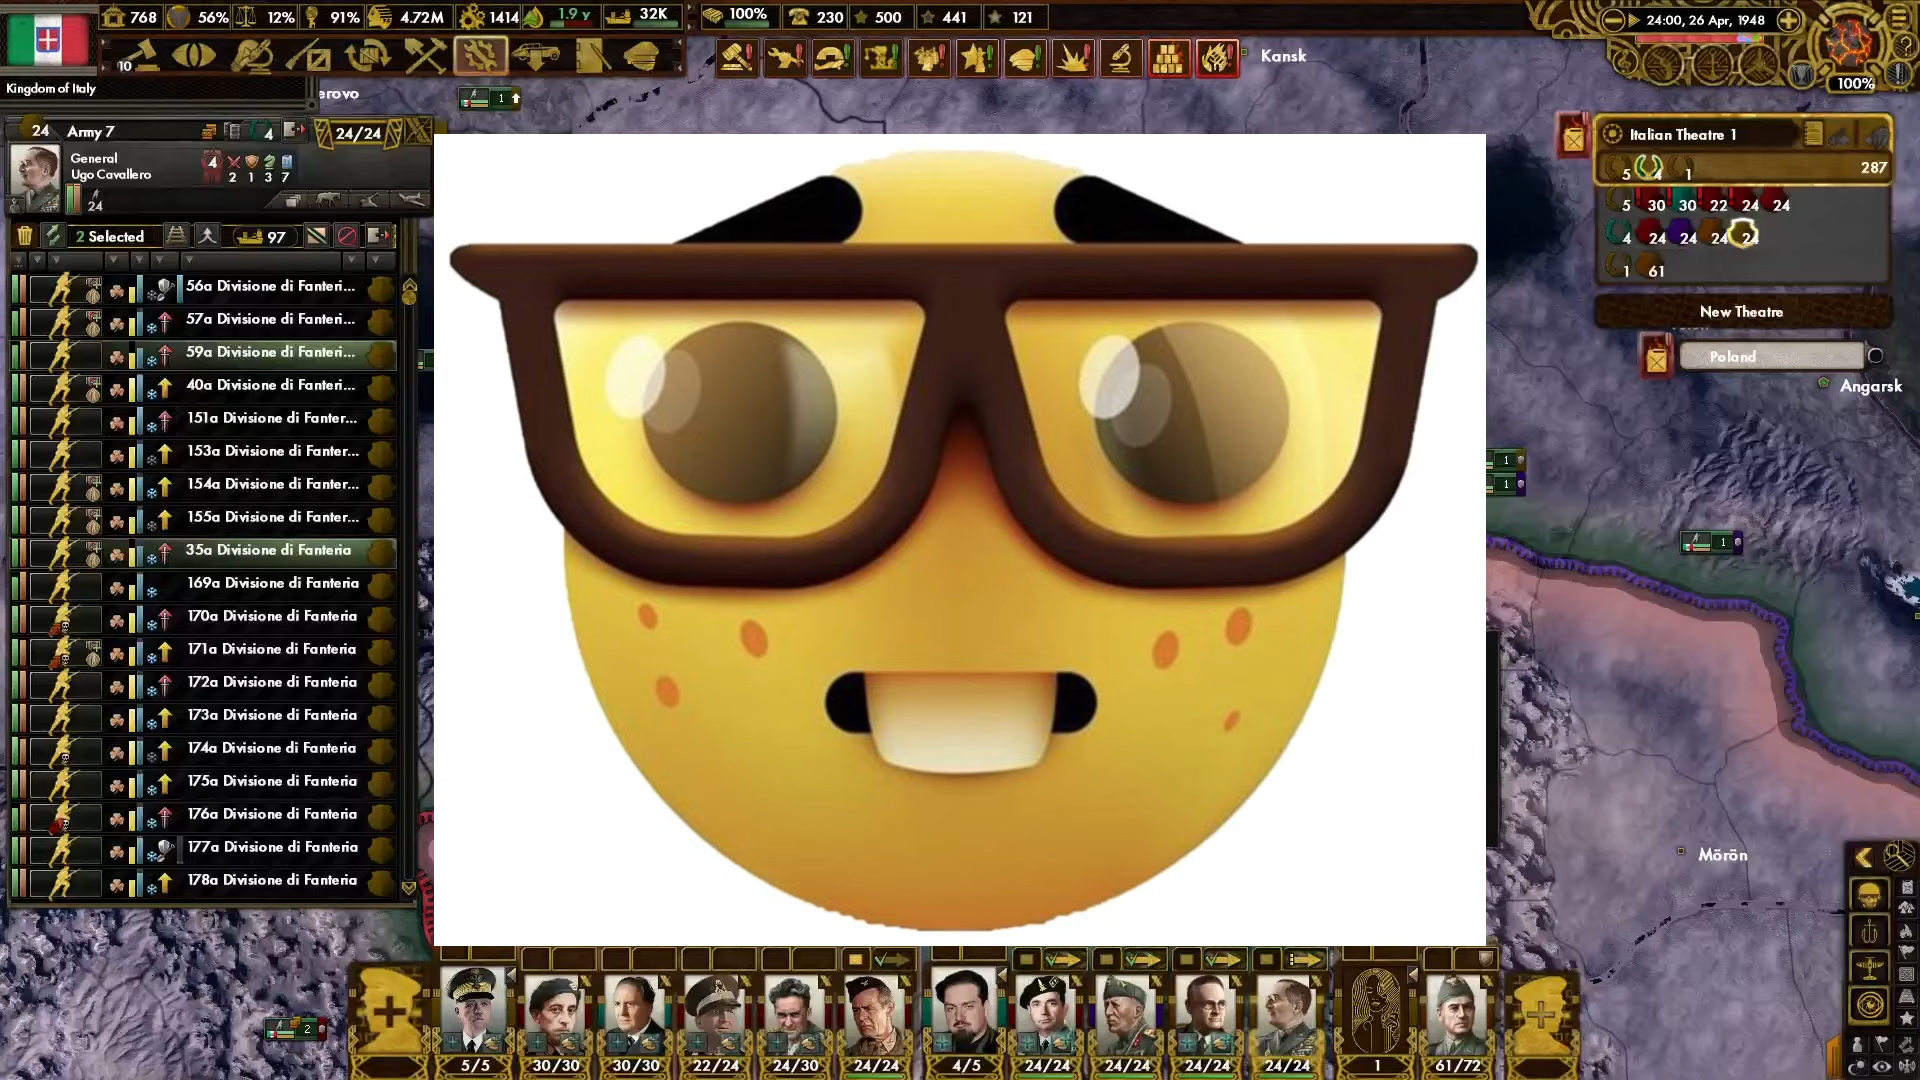 768 56% 12% 91% 4.72M 1414 1.9 y 32K 100% 230 500 441 121
24:00, 26 Apr, 1948
10
100%
Kingdom of Italy
erovo
Kansk
1
24 Army 7 4 24/24
General
Ugo Cavallero
4 2 1 3 7
24
2 Selected 97
56a Divisione di Fanteri...
57a Divisione di Fanteri...
59a Divisione di Fanteri...
40a Divisione di Fanteri...
151a Divisione di Fanter...
153a Divisione di Fanter...
154a Divisione di Fanter...
155a Divisione di Fanter...
35a Divisione di Fanteria
169a Divisione di Fanteria
170a Divisione di Fanteria
171a Divisione di Fanteria
172a Divisione di Fanteria
173a Divisione di Fanteria
174a Divisione di Fanteria
175a Divisione di Fanteria
176a Divisione di Fanteria
177a Divisione di Fanteria
178a Divisione di Fanteria
Italian Theatre 1
5 4 1 287
5 30 30 22 24 24
4 24 24 24 24
1 61
New Theatre
Poland
Angarsk
1
1
1
Mörön
2
5/5 30/30 30/30 22/24 24/30 24/24 4/5 24/24 24/24 24/24 24/24 1 61/72